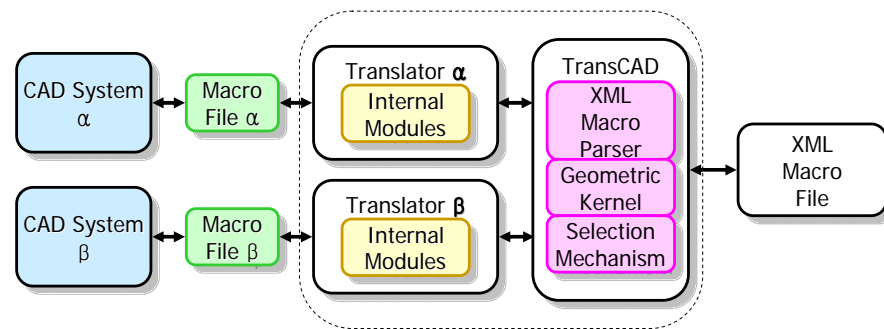 CAD System
α
Macro
File α
Translator α
Internal
Modules
TransCAD
XML
Macro
Parser
Geometric
Kernel
Selection
Mechanism
XML
Macro
File
CAD System
β
Macro
File β
Translator β
Internal
Modules